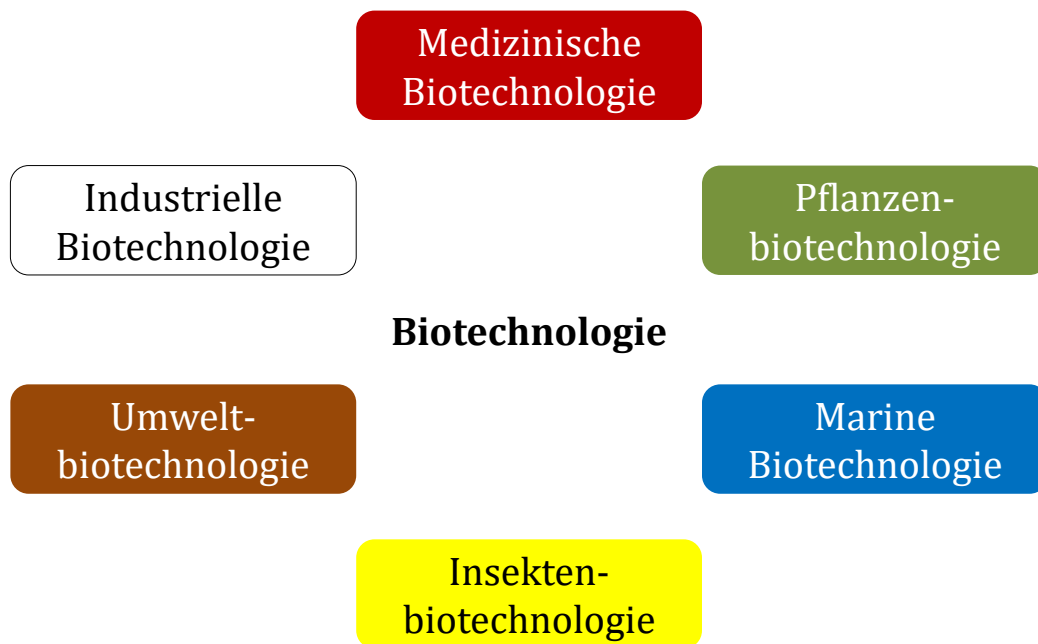 Medizinische
Biotechnologie
Industrielle
Biotechnologie
Pflanzen-
biotechnologie
Biotechnologie
Umwelt-
biotechnologie
Marine
Biotechnologie
Insekten-
biotechnologie